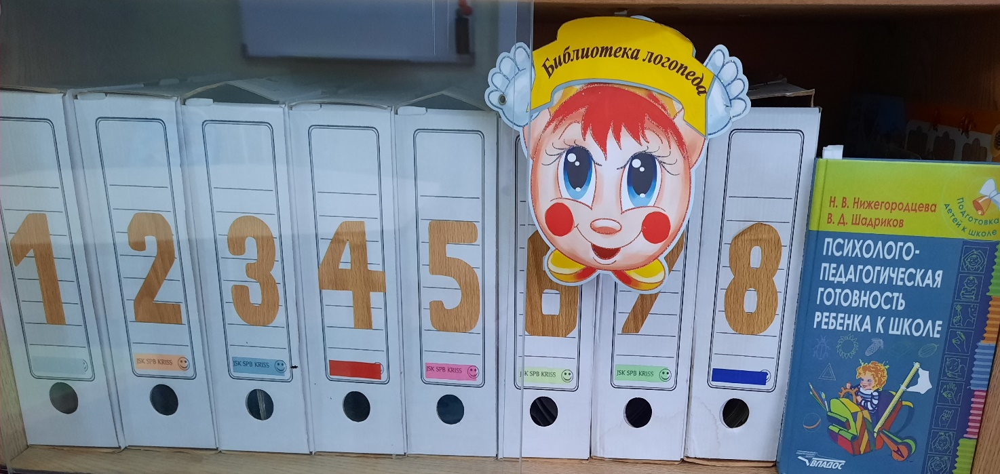 Библиотека логопеда
1 2 3 4 5 6 7 8
JSK SPB KRISS
JSK SPB KRISS
JSK SPB KRISS
JSK SPB KRISS
JSK SPB KRISS
Н. В. Нижегородцева
В. Д. Шадриков
Подготовка
детей к школе
ПСИХОЛОГО-
ПЕДАГОГИЧЕСКАЯ
ГОТОВНОСТЬ
РЕБЕНКА К ШКОЛЕ
ВЛАДОС